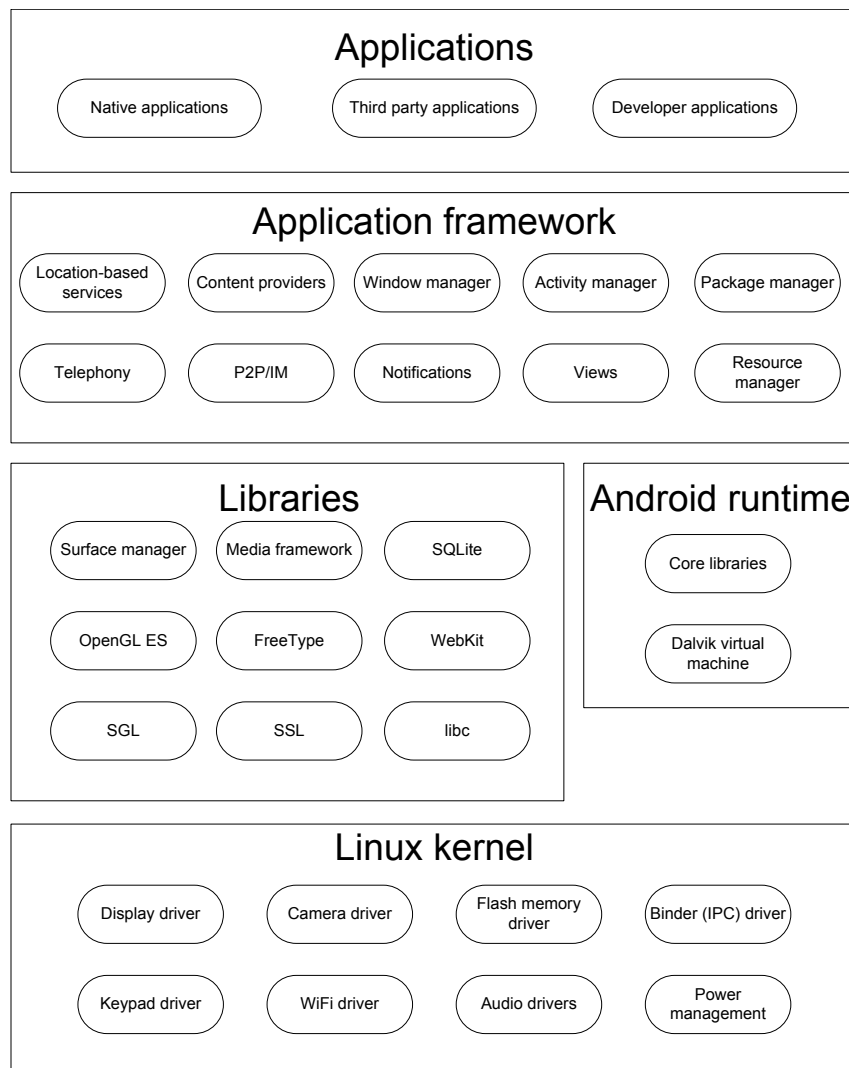 Applications
Native applications
Third party applications
Developer applications
Application framework
Location-based
services
Content providers
Window manager
Activity manager
Package manager
Telephony
P2P/IM
Notifications
Views
Resource
manager
Libraries
Surface manager
Media framework
SQLite
OpenGL ES
FreeType
WebKit
SGL
SSL
libc
Android runtime
Core libraries
Dalvik virtual
machine
Linux kernel
Display driver
Camera driver
Flash memory
driver
Binder (IPC) driver
Keypad driver
WiFi driver
Audio drivers
Power
management